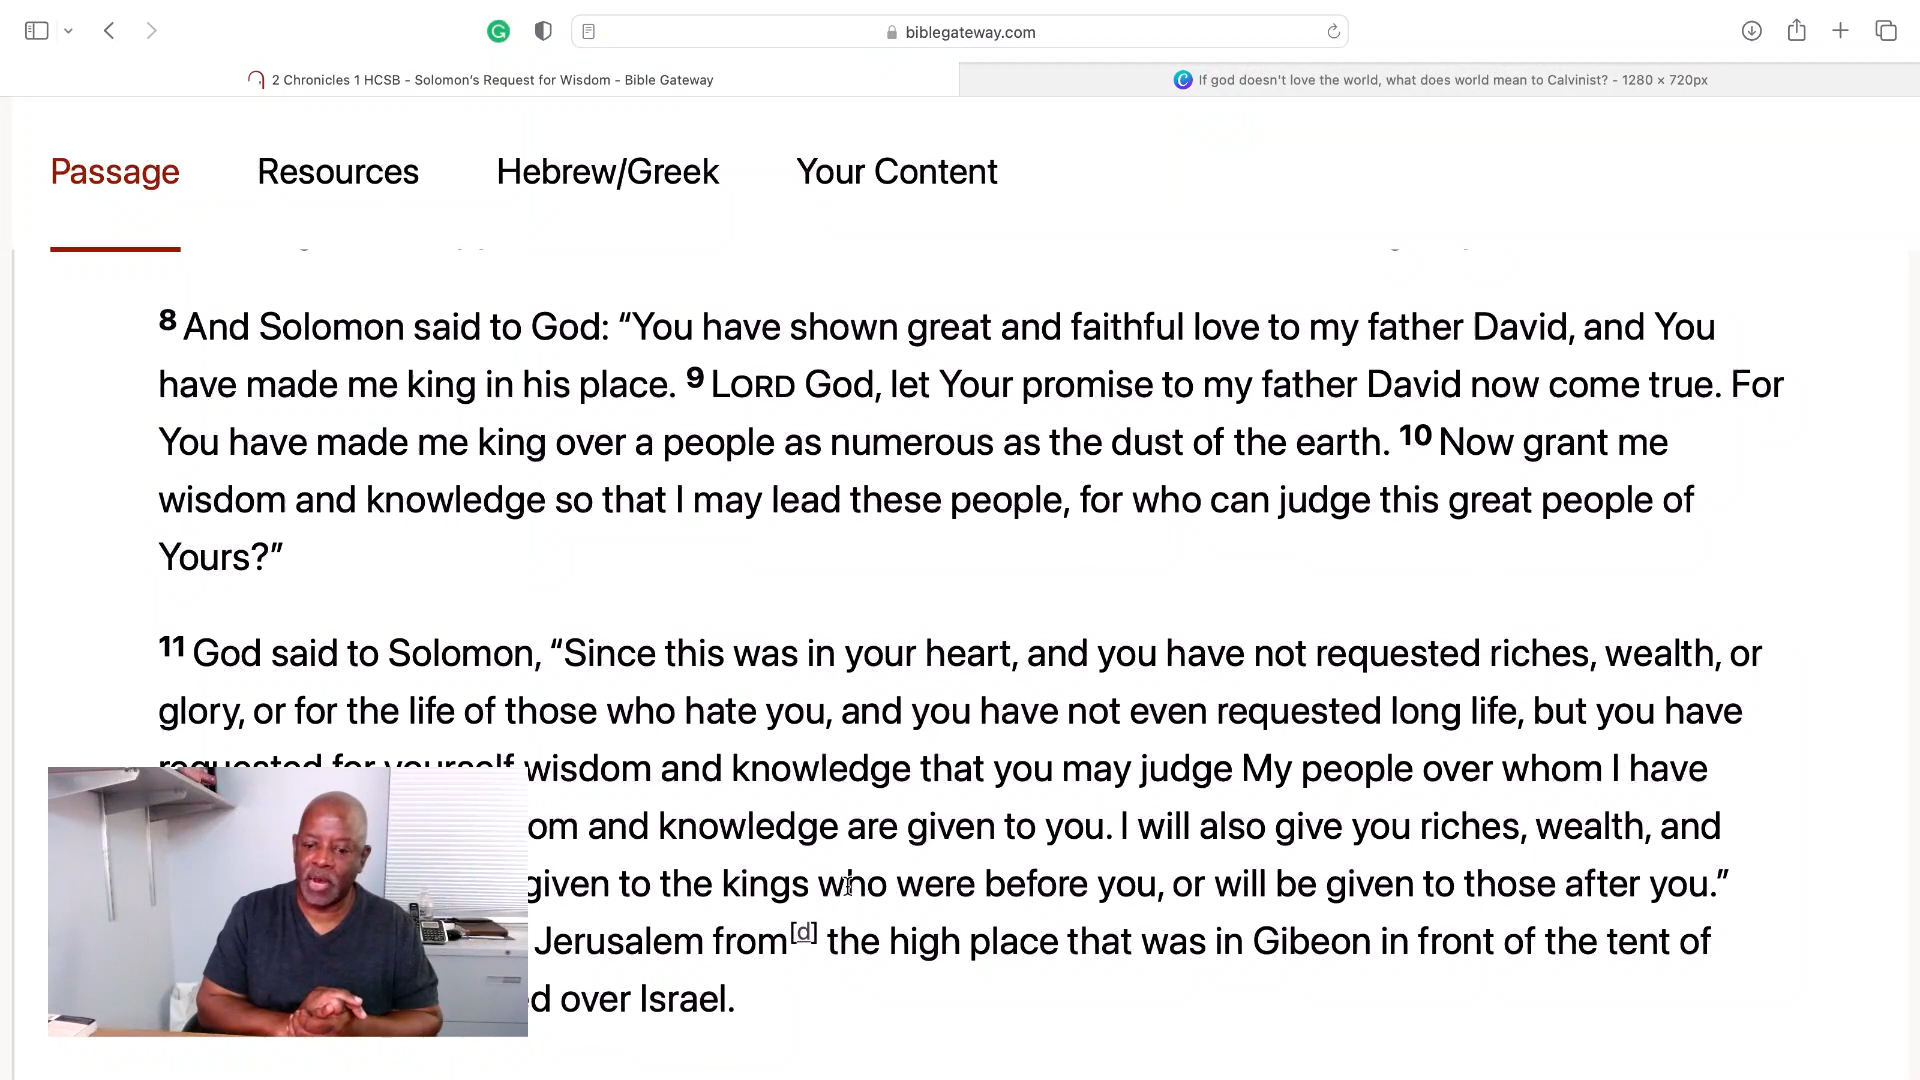 biblegateway.com
2 Chronicles 1 HCSB - Solomon's Request for Wisdom - Bible Gateway
If god doesn't love the world, what does world mean to Calvinist? - 1280 × 720px
Passage Resources Hebrew/Greek Your Content
8 And Solomon said to God: “You have shown great and faithful love to my father David, and You
have made me king in his place. 9 LORD God, let Your promise to my father David now come true. For
You have made me king over a people as numerous as the dust of the earth. 10 Now grant me
wisdom and knowledge so that I may lead these people, for who can judge this great people of
Yours?”
11 God said to Solomon, “Since this was in your heart, and you have not requested riches, wealth, or
glory, or for the life of those who hate you, and you have not even requested long life, but you have
requested for yourself wisdom and knowledge that you may judge My people over whom I have
om and knowledge are given to you. I will also give you riches, wealth, and
given to the kings who were before you, or will be given to those after you.”
Jerusalem from[d] the high place that was in Gibeon in front of the tent of
d over Israel.